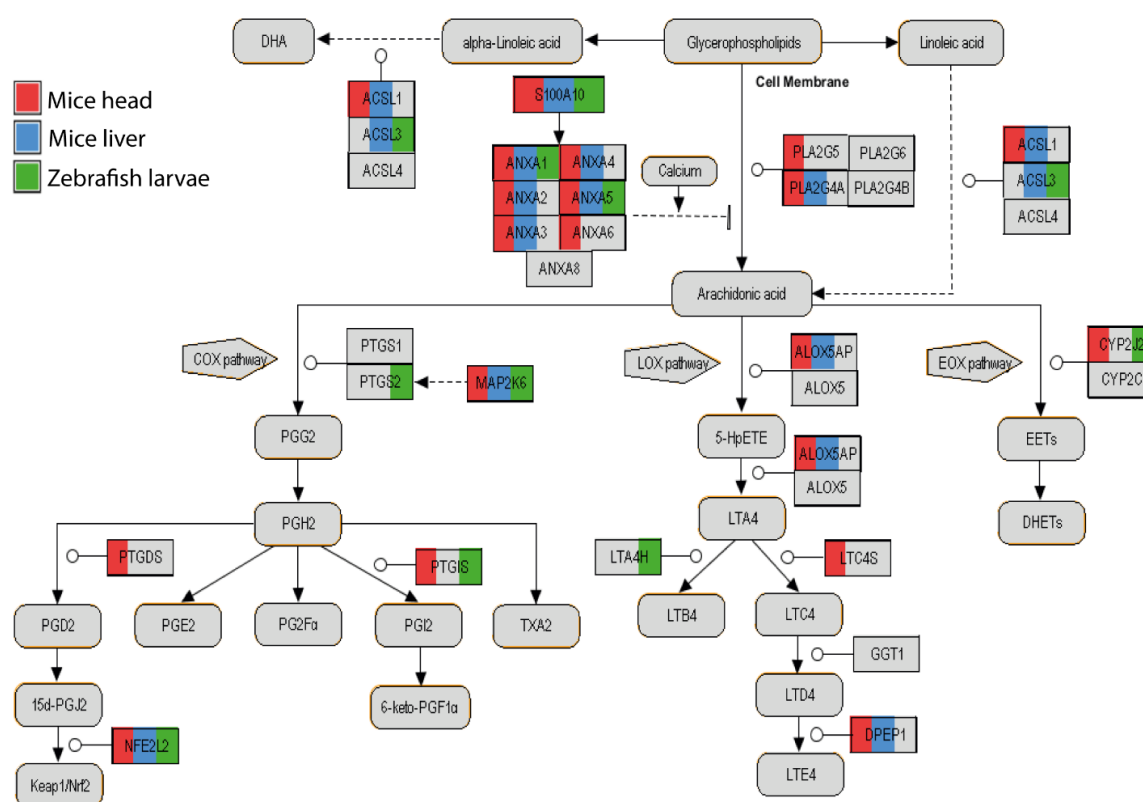 DHA
alpha-Linoleic acid
Glycerophospholipids
Linoleic acid
Cell Membrane
Mice head
Mice liver
Zebrafish larvae
ACSL1
ACSL3
ACSL4
S100A10
ANXA1
ANXA4
ANXA2
ANXA5
ANXA3
ANXA6
ANXA8
Calcium
PLA2G5
PLA2G6
PLA2G4A
PLA2G4B
ACSL1
ACSL3
ACSL4
Arachidonic acid
COX pathway
PTGS1
PTGS2
MAP2K6
LOX pathway
ALOX5AP
ALOX5
EOX pathway
CYP2J2
CYP2C
PGG2
5-HpETE
EETs
ALOX5AP
ALOX5
PGH2
LTA4
DHETs
PTGDS
PTGIS
LTA4H
LTC4S
PGD2
PGE2
PG2Fα
PGI2
TXA2
LTB4
LTC4
GGT1
15d-PGJ2
6-keto-PGF1α
LTD4
NFE2L2
DPEP1
Keap1/Nrf2
LTE4